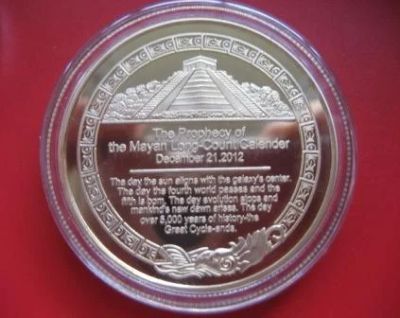 The Prophecy of
the Mayan Long-Count Calender
December 21.2012
The day the sun aligns with the galaxy's center.
The day the fourth world passes and the
fifth is born. The day evolution stops and
mankind's new dawn arises. The day
over 5,000 years of history-the
Great Cycle-ends.